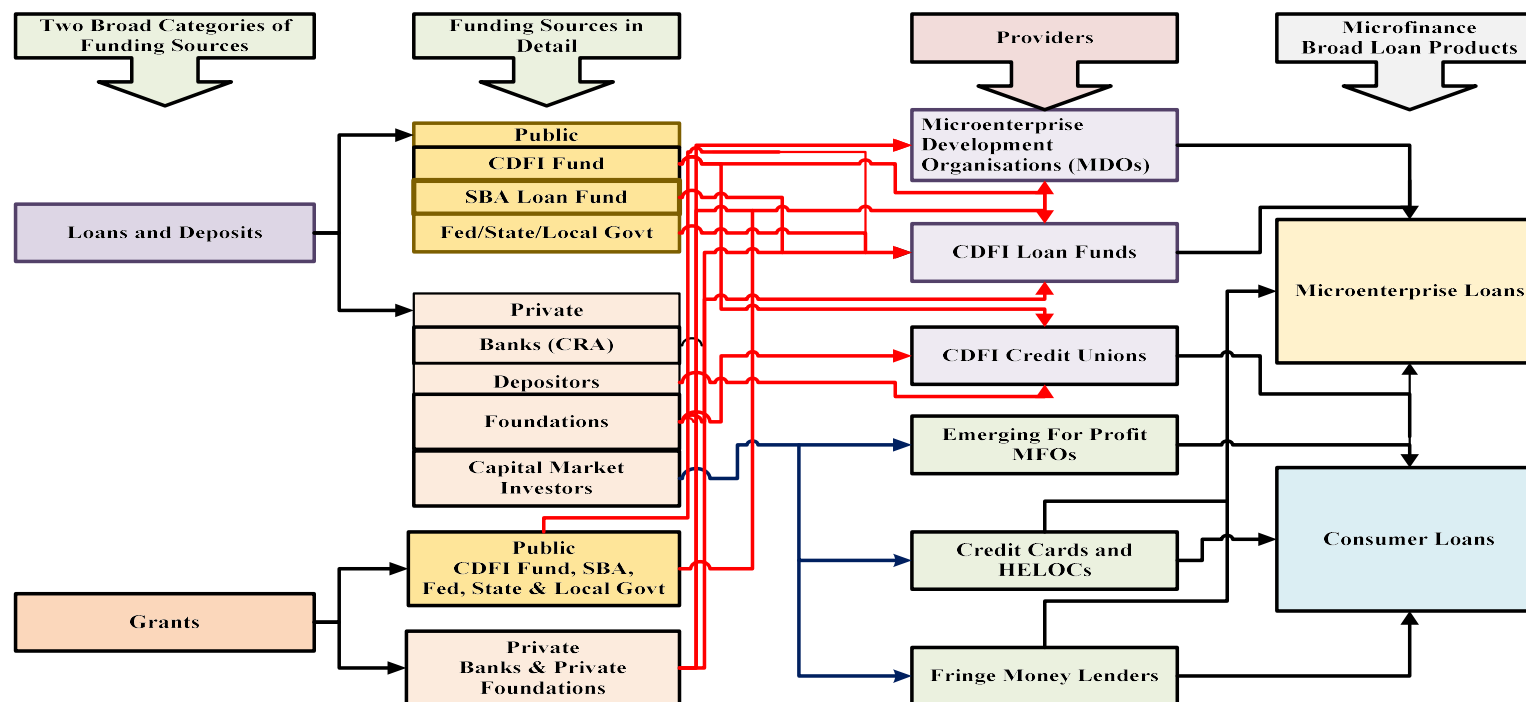 Two Broad Categories of
Funding Sources
Funding Sources in
Detail
Providers
Microfinance
Broad Loan Products
Loans and Deposits
Grants
Public
CDFI Fund
SBA Loan Fund
Fed/State/Local Govt
Private
Banks (CRA)
Depositors
Foundations
Capital Market
Investors
Public
CDFI Fund, SBA,
Fed, State & Local Govt
Private
Banks & Private
Foundations
Microenterprise
Development
Organisations (MDOs)
CDFI Loan Funds
CDFI Credit Unions
Emerging For Profit
MFOs
Credit Cards and
HELOCs
Fringe Money Lenders
Microenterprise Loans
Consumer Loans